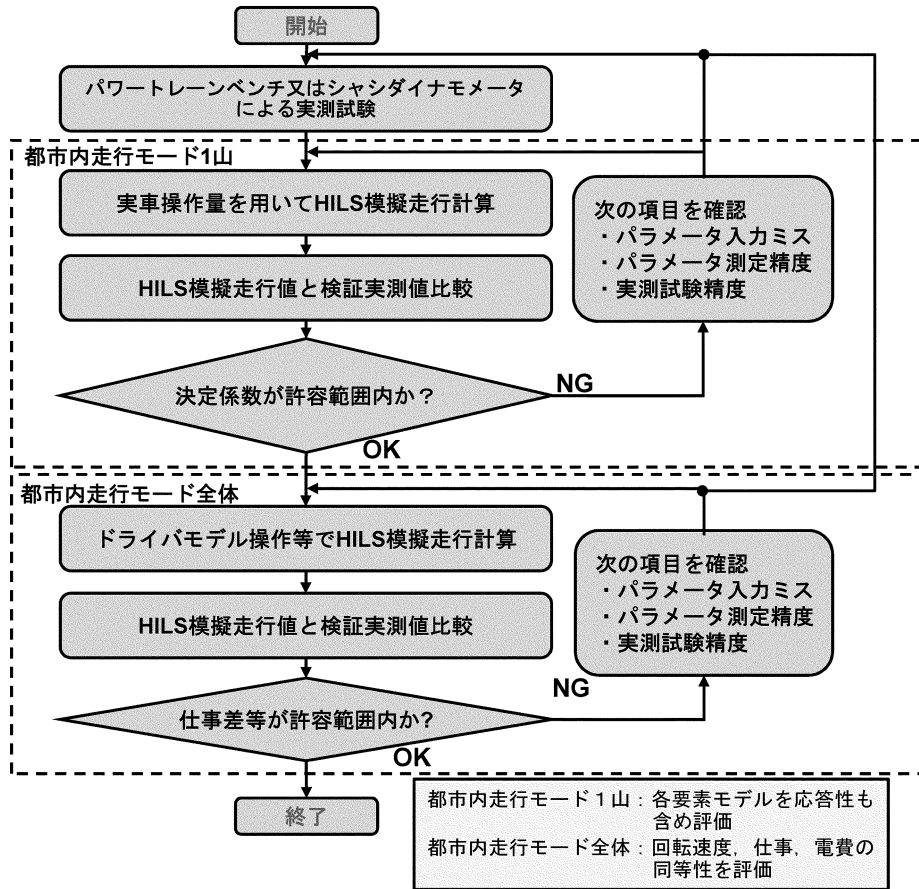 開始
パワートレーンベンチ又はシャシダイナモメータ
による実測試験
都市内走行モード1山
実車操作量を用いてHILS模擬走行計算
次の項目を確認
・パラメータ入力ミス
・パラメータ測定精度
・実測試験精度
HILS模擬走行値と検証実測値比較
決定係数が許容範囲内か？
NG
OK
都市内走行モード全体
ドライバモデル操作等でHILS模擬走行計算
次の項目を確認
・パラメータ入力ミス
・パラメータ測定精度
・実測試験精度
HILS模擬走行値と検証実測値比較
仕事差等が許容範囲内か?
NG
OK
終了
都市内走行モード１山：各要素モデルを応答性も
含め評価
都市内走行モード全体：回転速度，仕事，電費の
同等性を評価